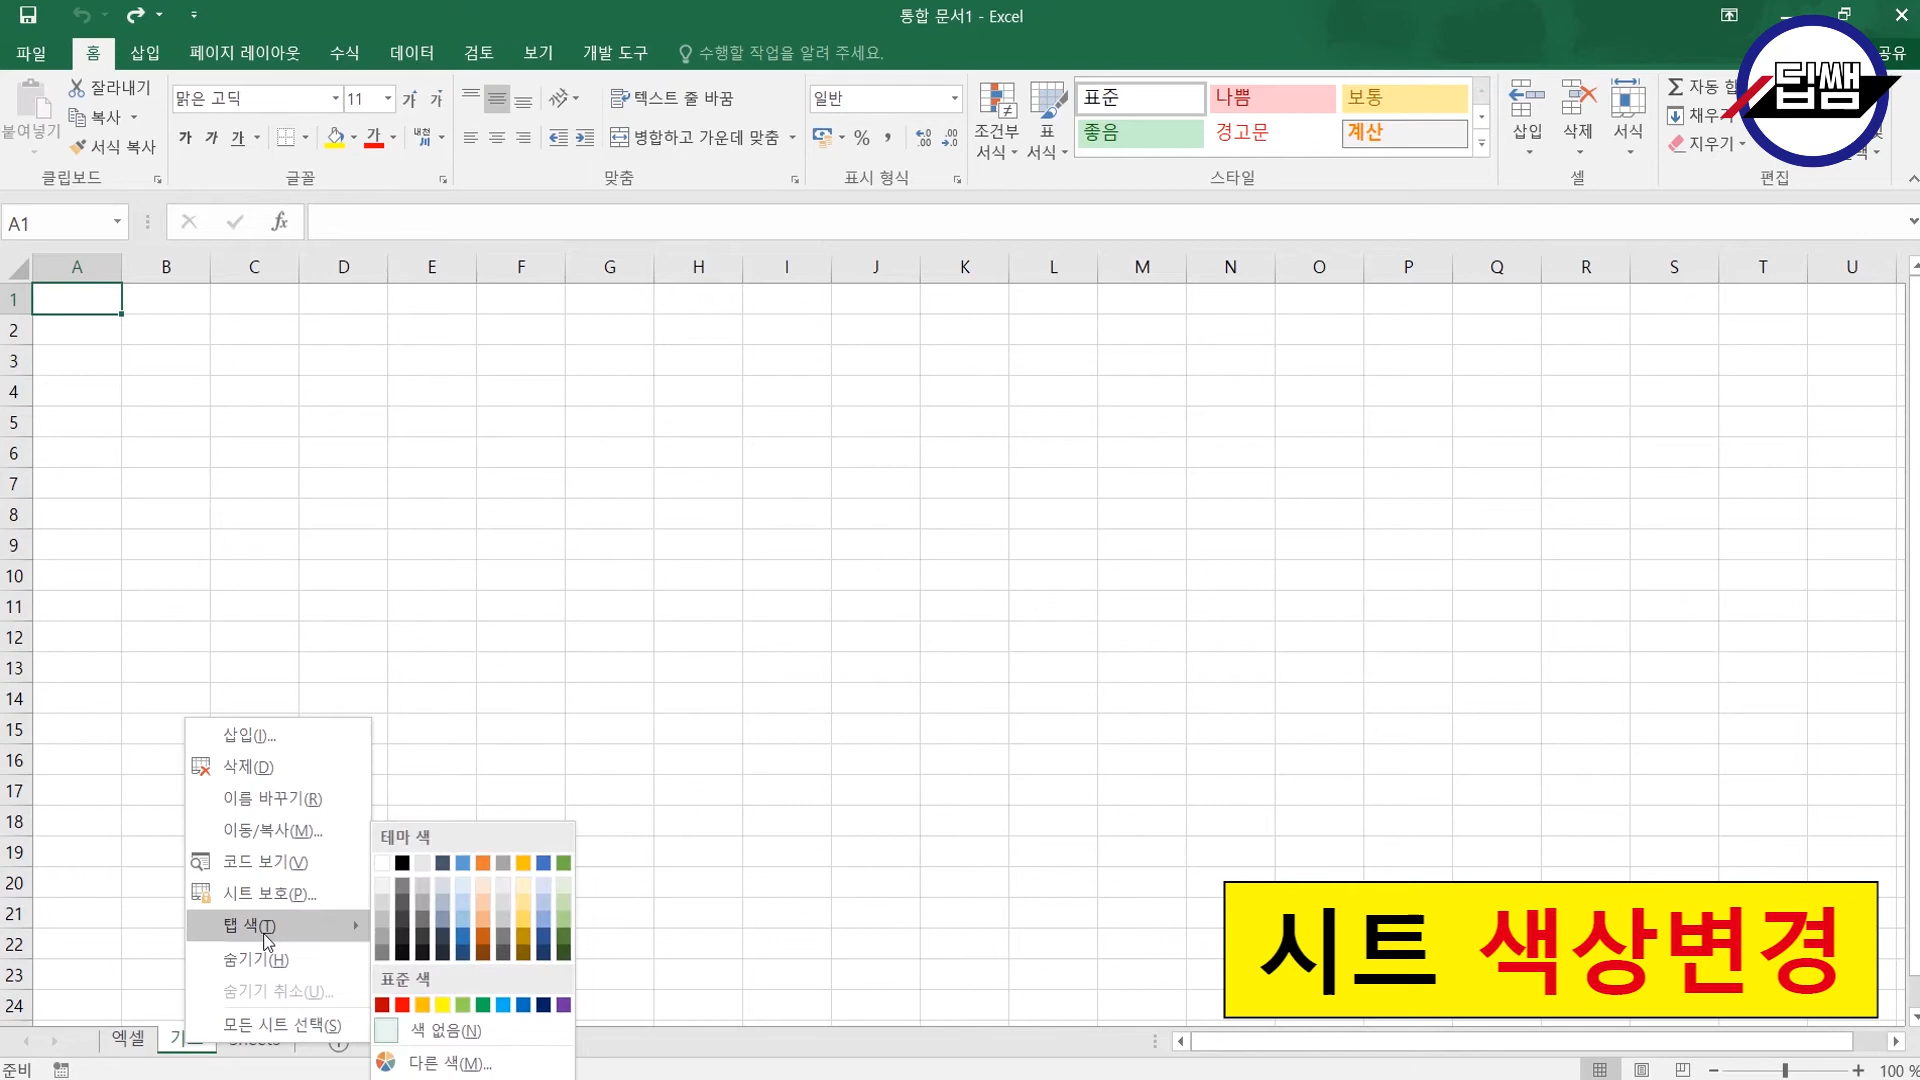 통합 문서1 - Excel
파일 홈 삽입 페이지 레이아웃 수식 데이터 검토 보기 개발 도구 수행할 작업을 알려 주세요. 공유
딥쌤
붙여넣기
잘라내기
복사
서식 복사
클립보드
맑은 고딕 11
가 가
가 가 가 가 내천
글꼴
텍스트 줄 바꿈
병합하고 가운데 맞춤
맞춤
일반
%
표시 형식
조건부 서식
표 서식
표준 나쁨 보통
좋음 경고문 계산
스타일
삽입 삭제 서식
셀
자동
채우
지우기
편집
A1
fx
A B C D E F G H I J K L M N O P Q R S T U
1
2
3
4
5
6
7
8
9
10
11
12
13
14
15
16
17
18
19
20
21
22
23
24
삽입(I)...
삭제(D)
이름 바꾸기(R)
이동/복사(M)...
코드 보기(V)
시트 보호(P)...
탭 색(T)
숨기기(H)
숨기기 취소(U)...
모든 시트 선택(S)
테마 색
표준 색
색 없음(N)
다른 색(M)...
시트 색상변경
엑셀
준비
100 %